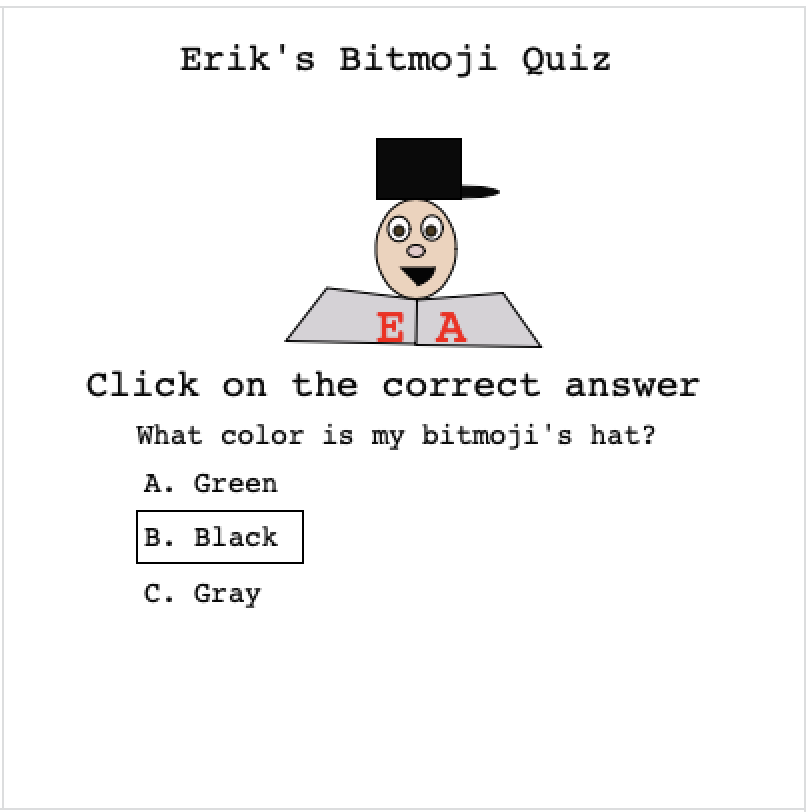 Erik's Bitmoji Quiz
E A
Click on the correct answer
What color is my bitmoji's hat?
A. Green
B. Black
C. Gray